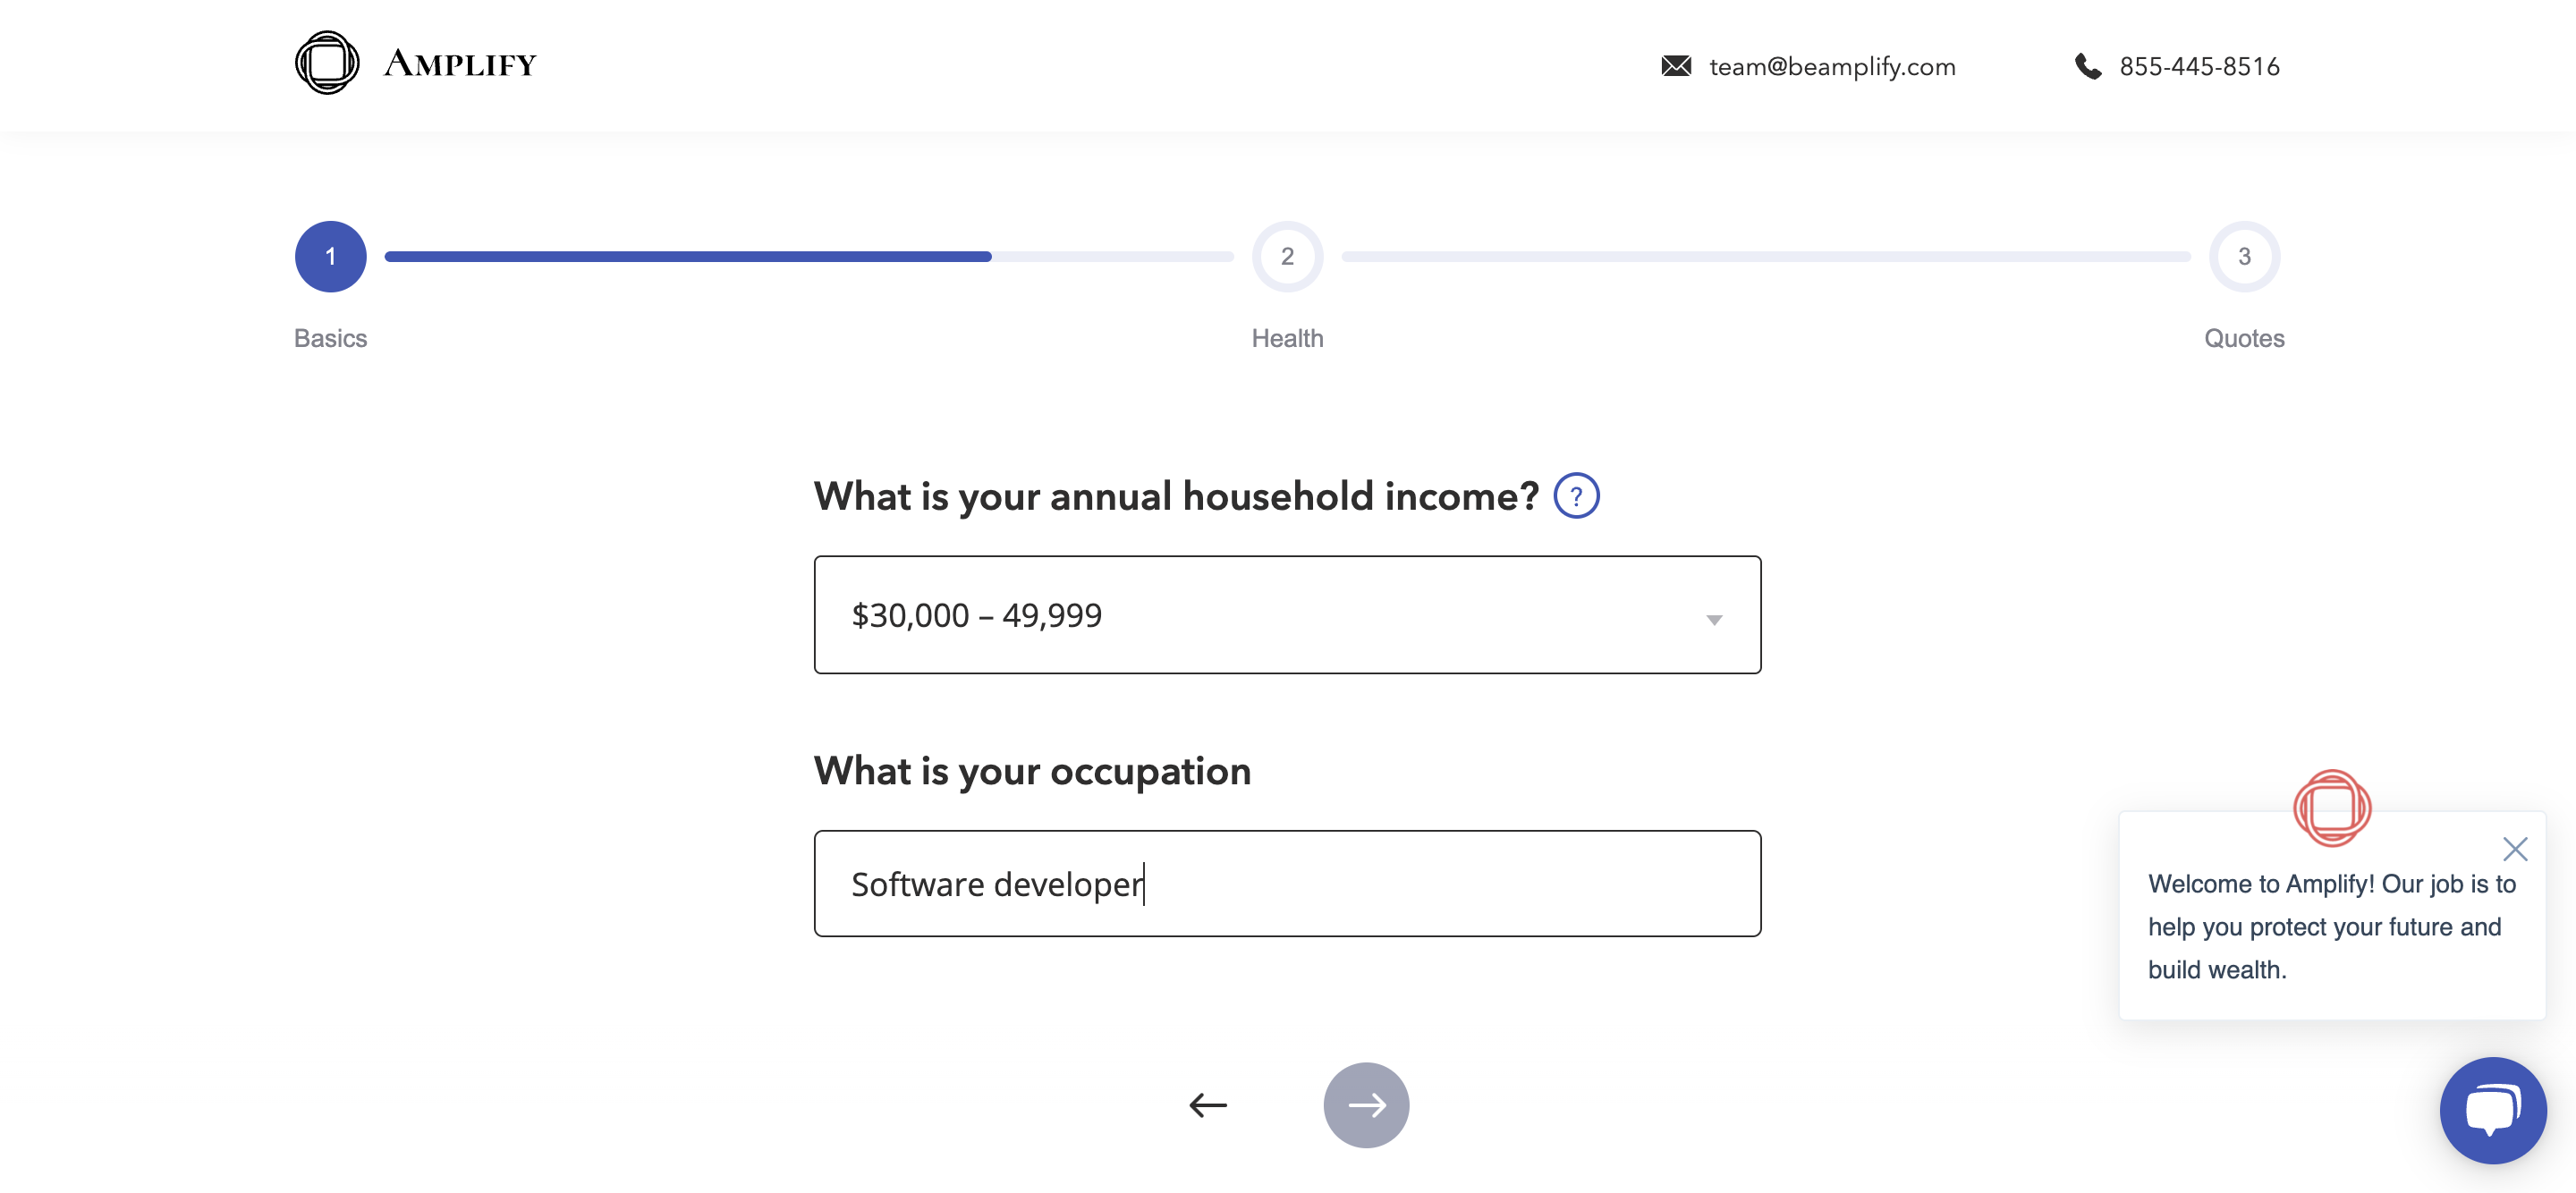 AMPLIFY
team@beamplify.com
855-445-8516
1
2
3
Basics
Health
Quotes
What is your annual household income? ?
$30,000 – 49,999
What is your occupation
Software developer
Welcome to Amplify! Our job is to
help you protect your future and
build wealth.